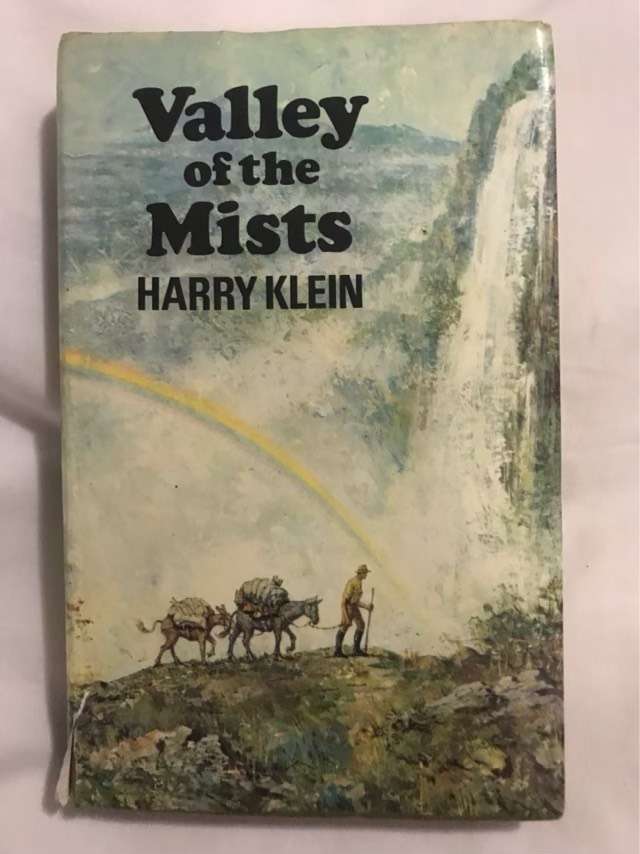 Valley
of the
Mists
HARRY KLEIN